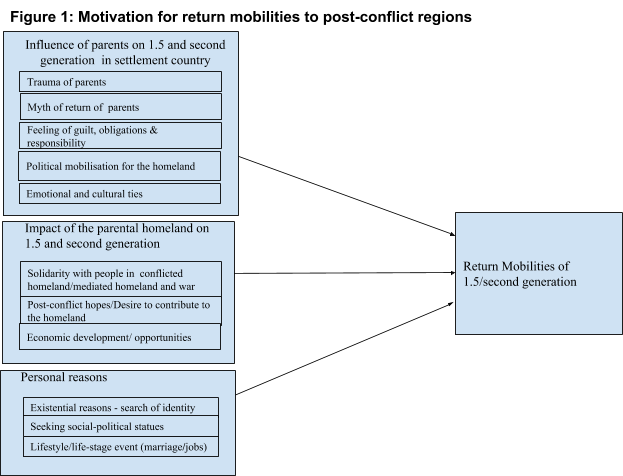 Figure 1: Motivation for return mobilities to post-conflict regions
Influence of parents on 1.5 and second
generation in settlement country
Trauma of parents
Myth of return of parents
Feeling of guilt, obligations &
responsibility
Political mobilisation for the homeland
Emotional and cultural ties
Impact of the parental homeland on
1.5 and second generation
Solidarity with people in conflicted
homeland/mediated homeland and war
Post-conflict hopes/Desire to contribute to
the homeland
Economic development/ opportunities
Personal reasons
Existential reasons - search of identity
Seeking social-political statues
Lifestyle/life-stage event (marriage/jobs)
Return Mobilities of
1.5/second generation